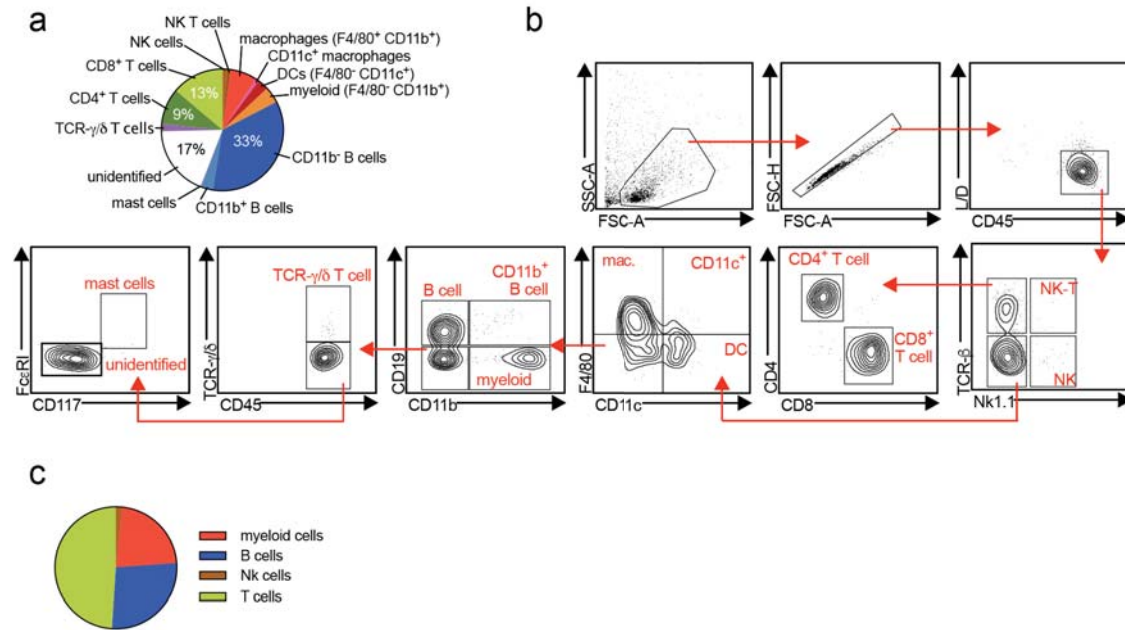 a
NK T cells
NK cells
CD8⁺ T cells
CD4⁺ T cells
TCR-γ/δ T cells
unidentified
mast cells
CD11b⁺ B cells
CD11b⁻ B cells
myeloid (F4/80⁻ CD11b⁺)
DCs (F4/80⁻ CD11c⁺)
CD11c⁺ macrophages
macrophages (F4/80⁺ CD11b⁺)
13%
9%
17%
33%
b
SSC-A
FSC-A
FSC-H
FSC-A
L/D
CD45
FcεRI
mast cells
unidentified
CD117
TCR-γ/δ
TCR-γ/δ T cell
CD45
CD19
B cell
CD11b⁺
B cell
myeloid
CD11b
F4/80
mac.
CD11c⁺
DC
CD11c
CD4
CD4⁺ T cell
CD8⁺
T cell
CD8
TCR-β
NK-T
NK
Nk1.1
c
myeloid cells
B cells
Nk cells
T cells